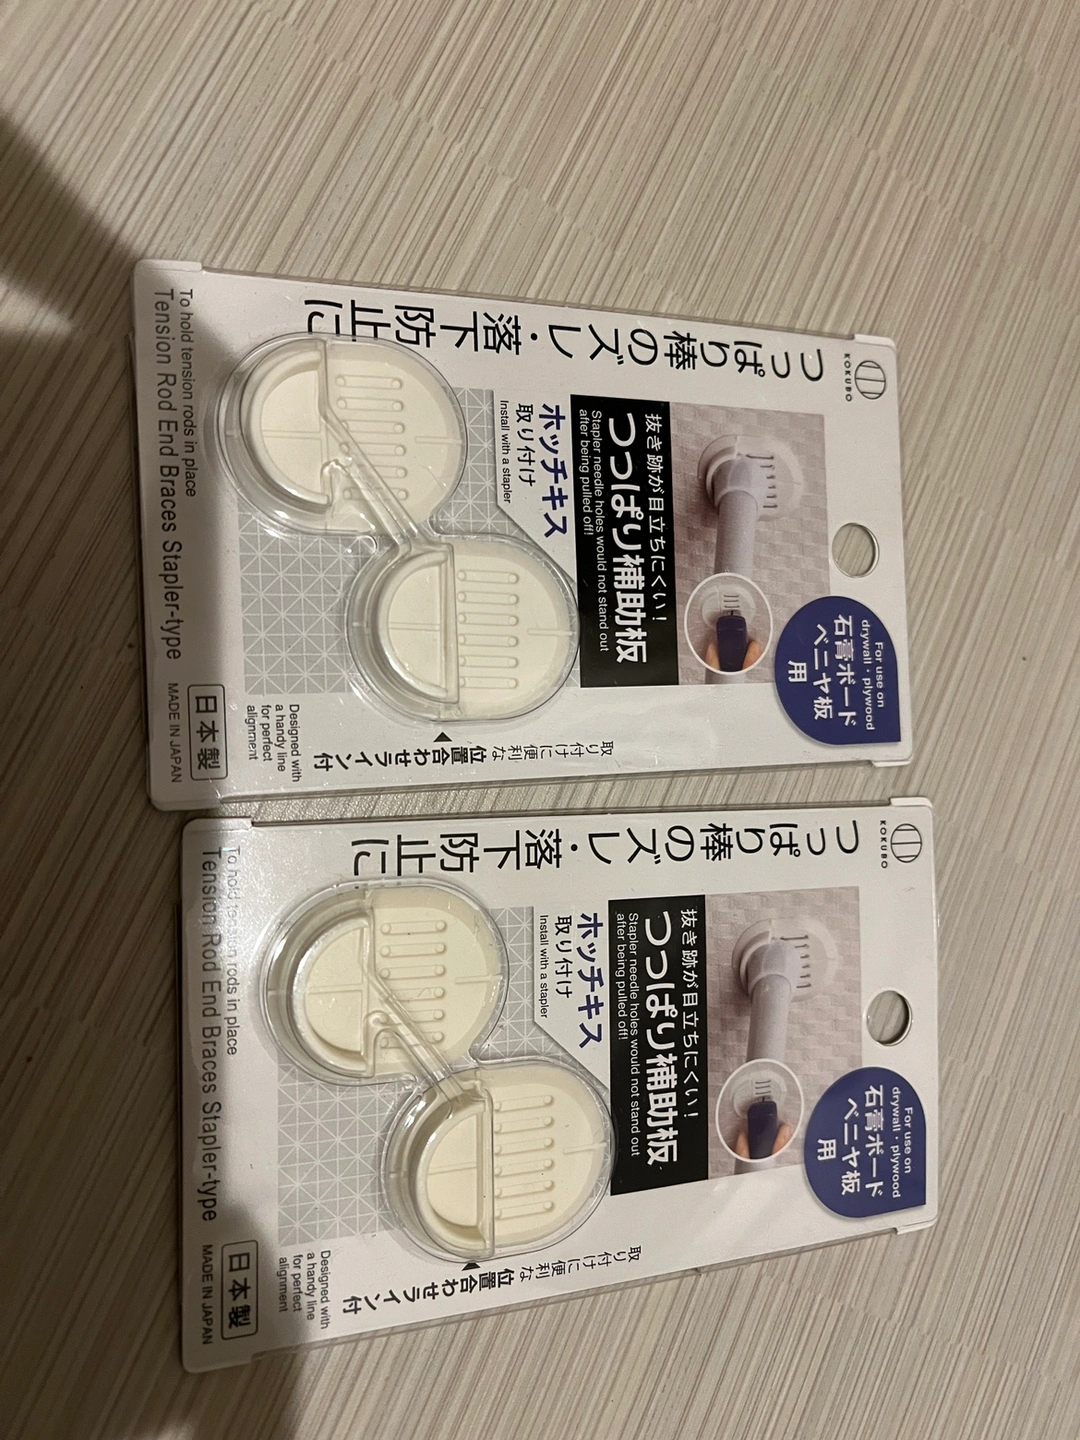 KOKUBO
つっぱり棒のズレ・落下防止に
For use on
drywall・plywood
石膏ボード
ベニヤ板
用
抜き跡が目立ちにくい！
つっぱり補助板
Stapler needle holes would not stand out
after being pulled off!
ホッチキス
取り付け
Install with a stapler
取り付けに便利な
位置合わせライン付
Designed with
a handy line
for perfect
alignment
To hold tension rods in place
Tension Rod End Braces Stapler-type
日本製
MADE IN JAPAN
KOKUBO
つっぱり棒のズレ・落下防止に
For use on
drywall・plywood
石膏ボード
ベニヤ板
用
抜き跡が目立ちにくい！
つっぱり補助板
Stapler needle holes would not stand out
after being pulled off!
ホッチキス
取り付け
Install with a stapler
取り付けに便利な
位置合わせライン付
Designed with
a handy line
for perfect
alignment
To hold tension rods in place
Tension Rod End Braces Stapler-type
日本製
MADE IN JAPAN